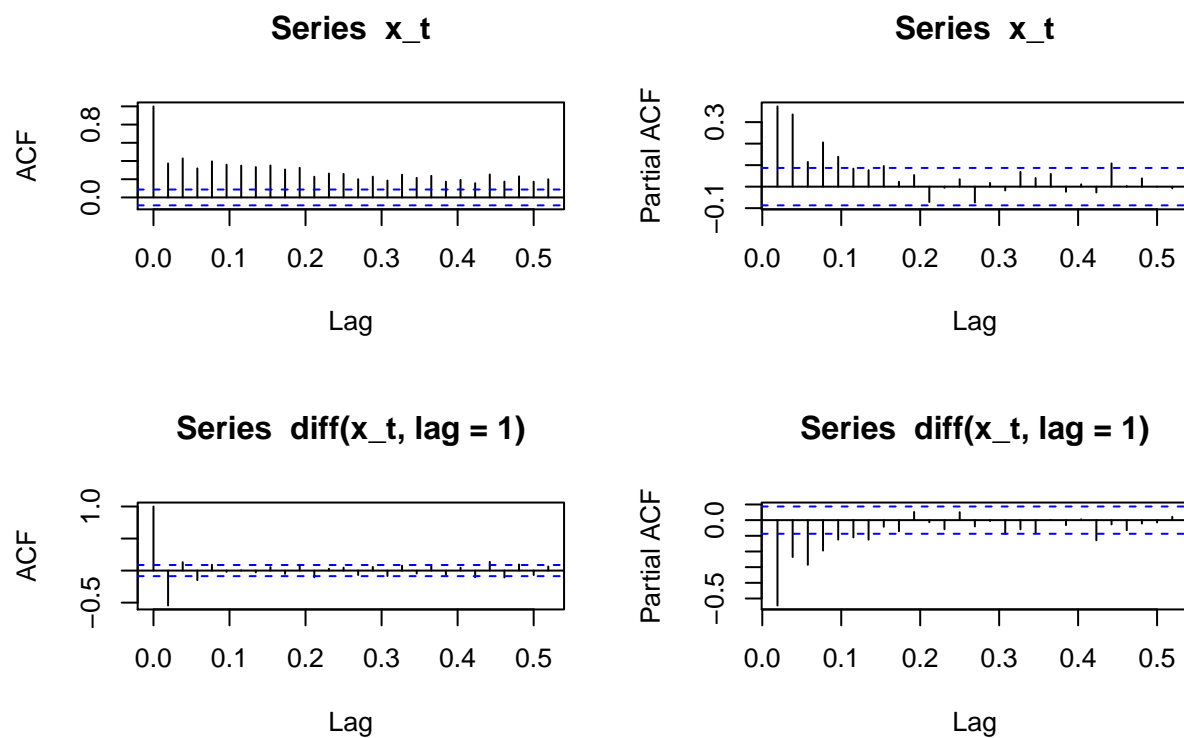 Series x_t
ACF
0.0 0.8
0.0 0.1 0.2 0.3 0.4 0.5
Lag
Series x_t
Partial ACF
−0.1 0.3
0.0 0.1 0.2 0.3 0.4 0.5
Lag
Series diff(x_t, lag = 1)
ACF
−0.5 1.0
0.0 0.1 0.2 0.3 0.4 0.5
Lag
Series diff(x_t, lag = 1)
Partial ACF
−0.5 0.0
0.0 0.1 0.2 0.3 0.4 0.5
Lag